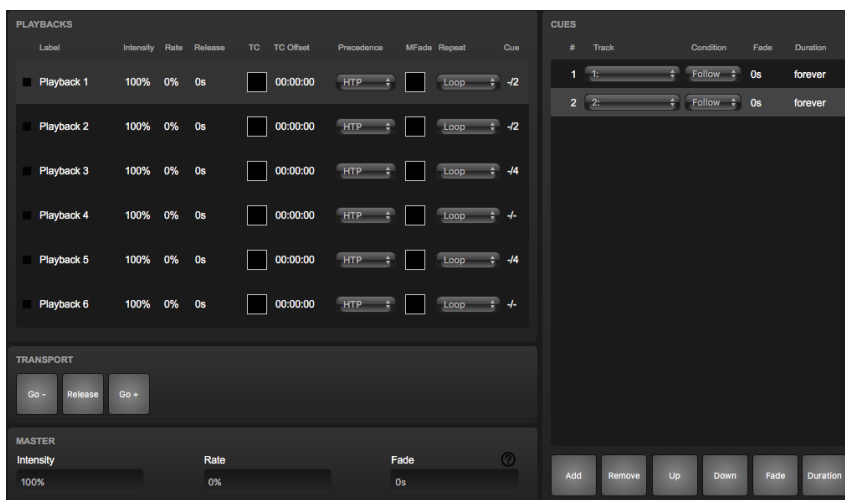 PLAYBACKS
Label Intensity Rate Release TC TC Offset Precedence MFade Repeat Cue
Playback 1 100% 0% 0s 00:00:00 HTP Loop -/2
Playback 2 100% 0% 0s 00:00:00 HTP Loop -/2
Playback 3 100% 0% 0s 00:00:00 HTP Loop -/4
Playback 4 100% 0% 0s 00:00:00 HTP Loop -/-
Playback 5 100% 0% 0s 00:00:00 HTP Loop -/4
Playback 6 100% 0% 0s 00:00:00 HTP Loop -/-
TRANSPORT
Go - Release Go +
MASTER
Intensity Rate Fade ?
100% 0% 0s
CUES
# Track Condition Fade Duration
1 1: Follow 0s forever
2 2: Follow 0s forever
Add Remove Up Down Fade Duration